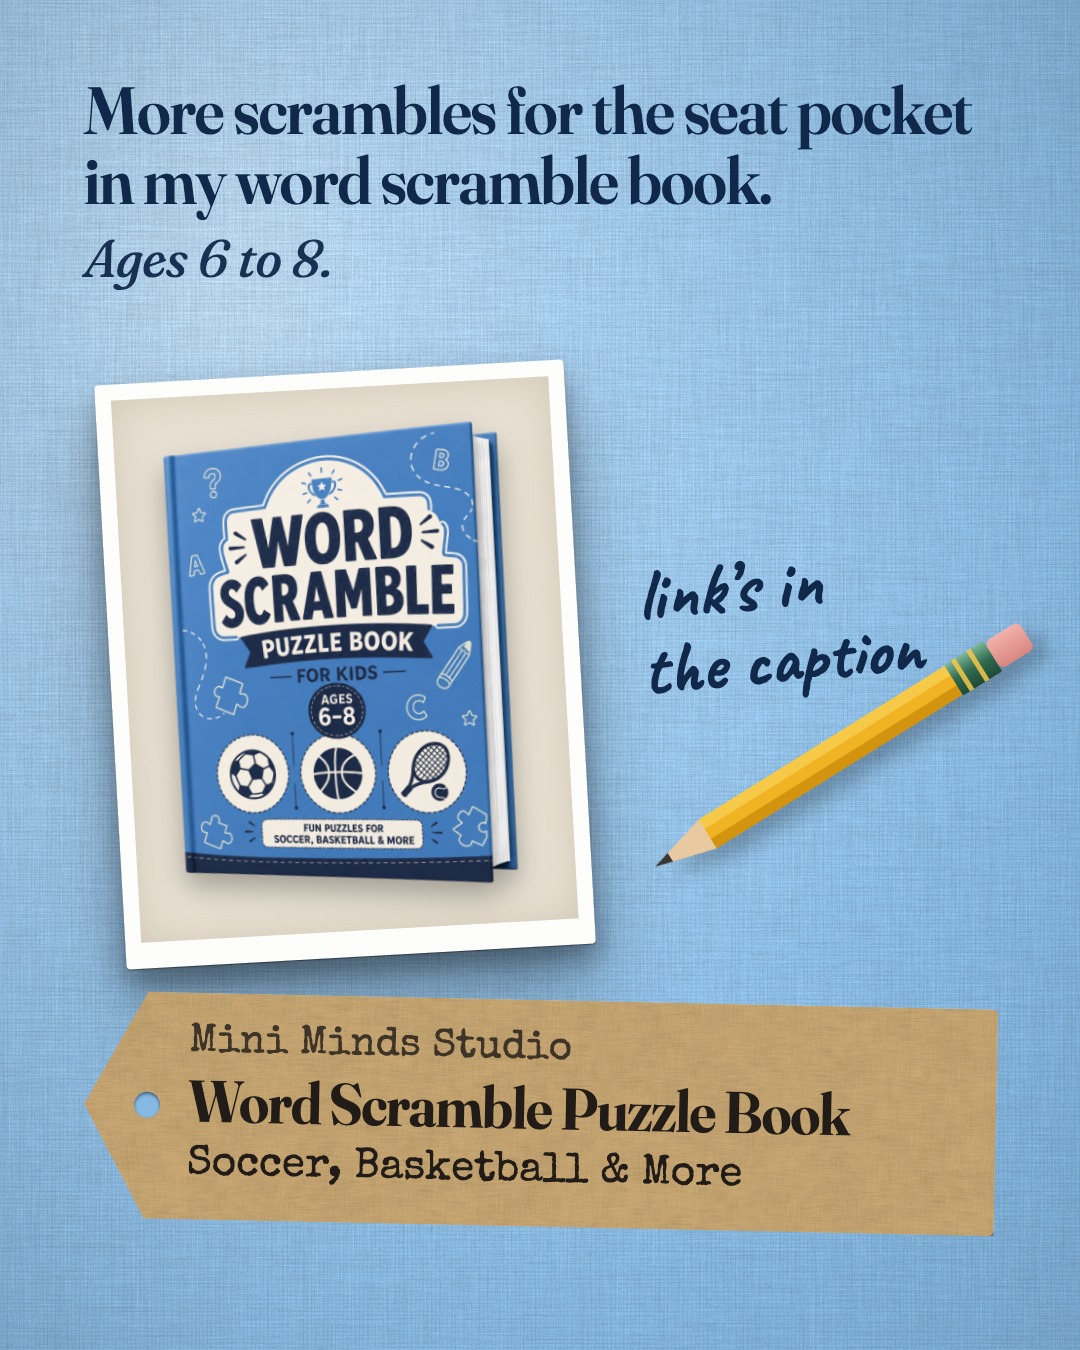 More scrambles for the seat pocket
in my word scramble book.
Ages 6 to 8.
?
B
A
WORD
SCRAMBLE
PUZZLE BOOK
FOR KIDS
AGES
6-8
C
FUN PUZZLES FOR
SOCCER, BASKETBALL & MORE
link's in
the caption
Mini Minds Studio
Word Scramble Puzzle Book
Soccer, Basketball & More